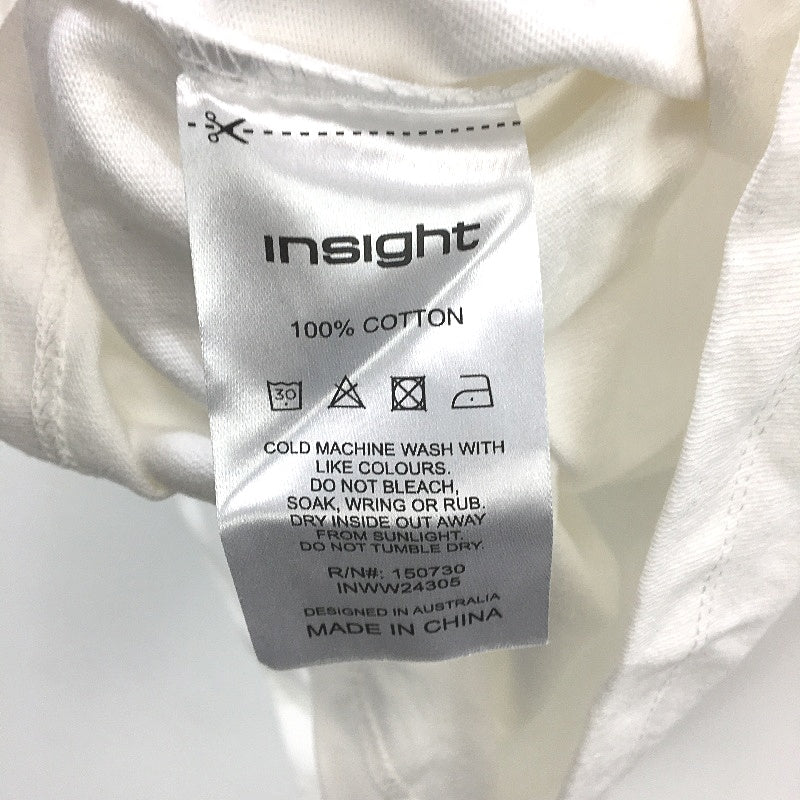 insight
100% COTTON
30
COLD MACHINE WASH WITH
LIKE COLOURS.
DO NOT BLEACH,
SOAK, WRING OR RUB.
DRY INSIDE OUT AWAY
FROM SUNLIGHT.
DO NOT TUMBLE DRY.
R/N#: 150730
INWW24305
DESIGNED IN AUSTRALIA
MADE IN CHINA